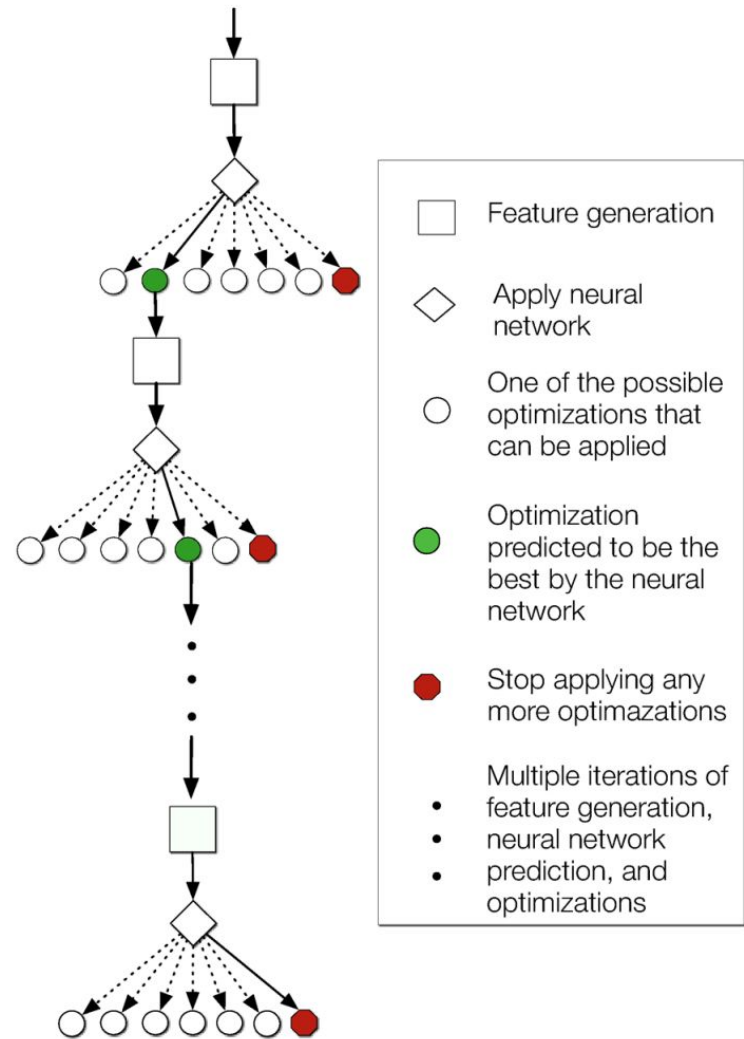 Feature generation
Apply neural
network
One of the possible
optimizations that
can be applied
Optimization
predicted to be the
best by the neural
network
Stop applying any
more optimazations
Multiple iterations of
feature generation,
neural network
prediction, and
optimizations